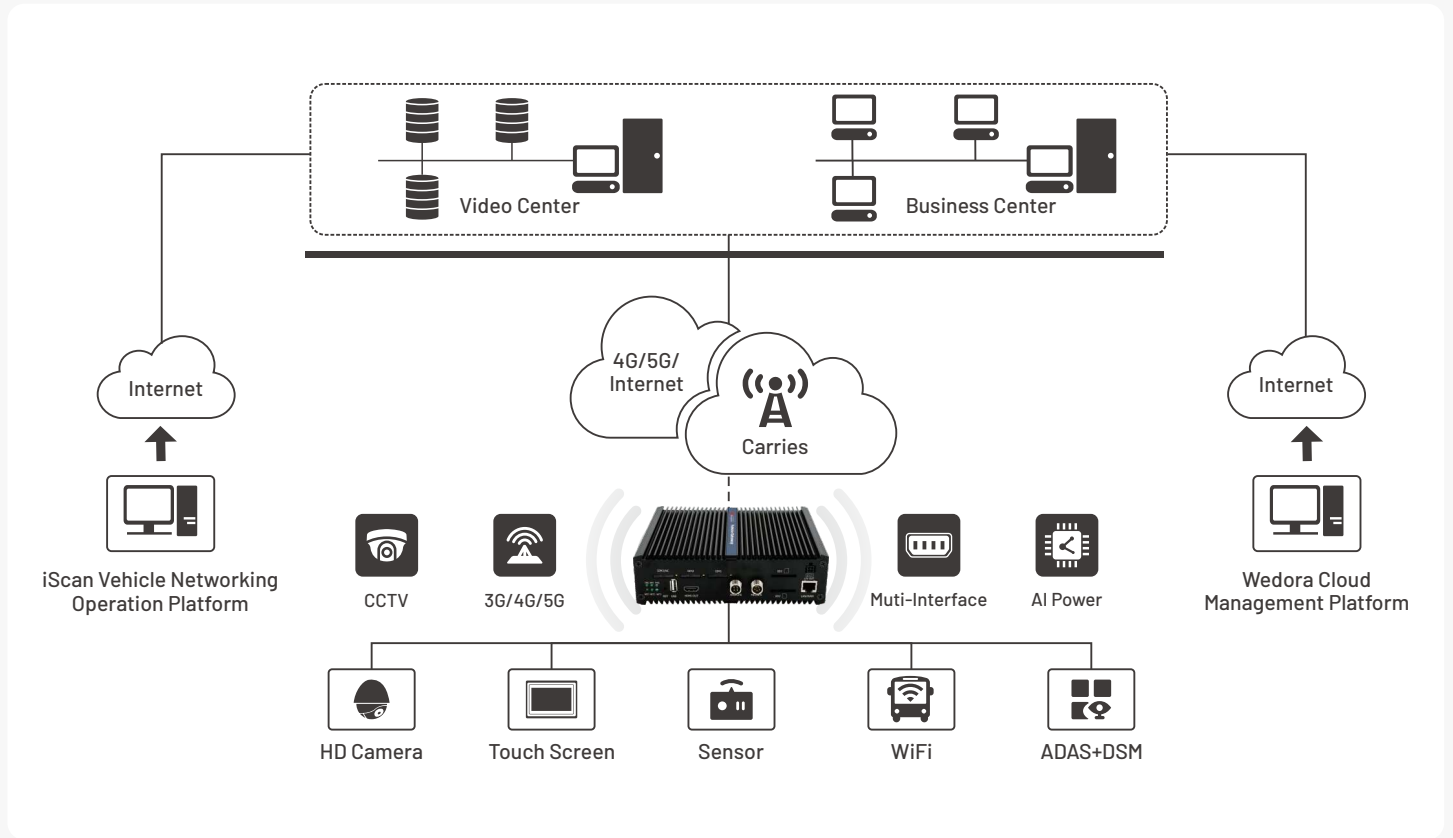 Video Center
Business Center
4G/5G/
Internet
Carries
Internet
Internet
iScan Vehicle Networking
Operation Platform
CCTV
3G/4G/5G
Muti-Interface
AI Power
Wedora Cloud
Management Platform
HD Camera
Touch Screen
Sensor
WiFi
ADAS+DSM